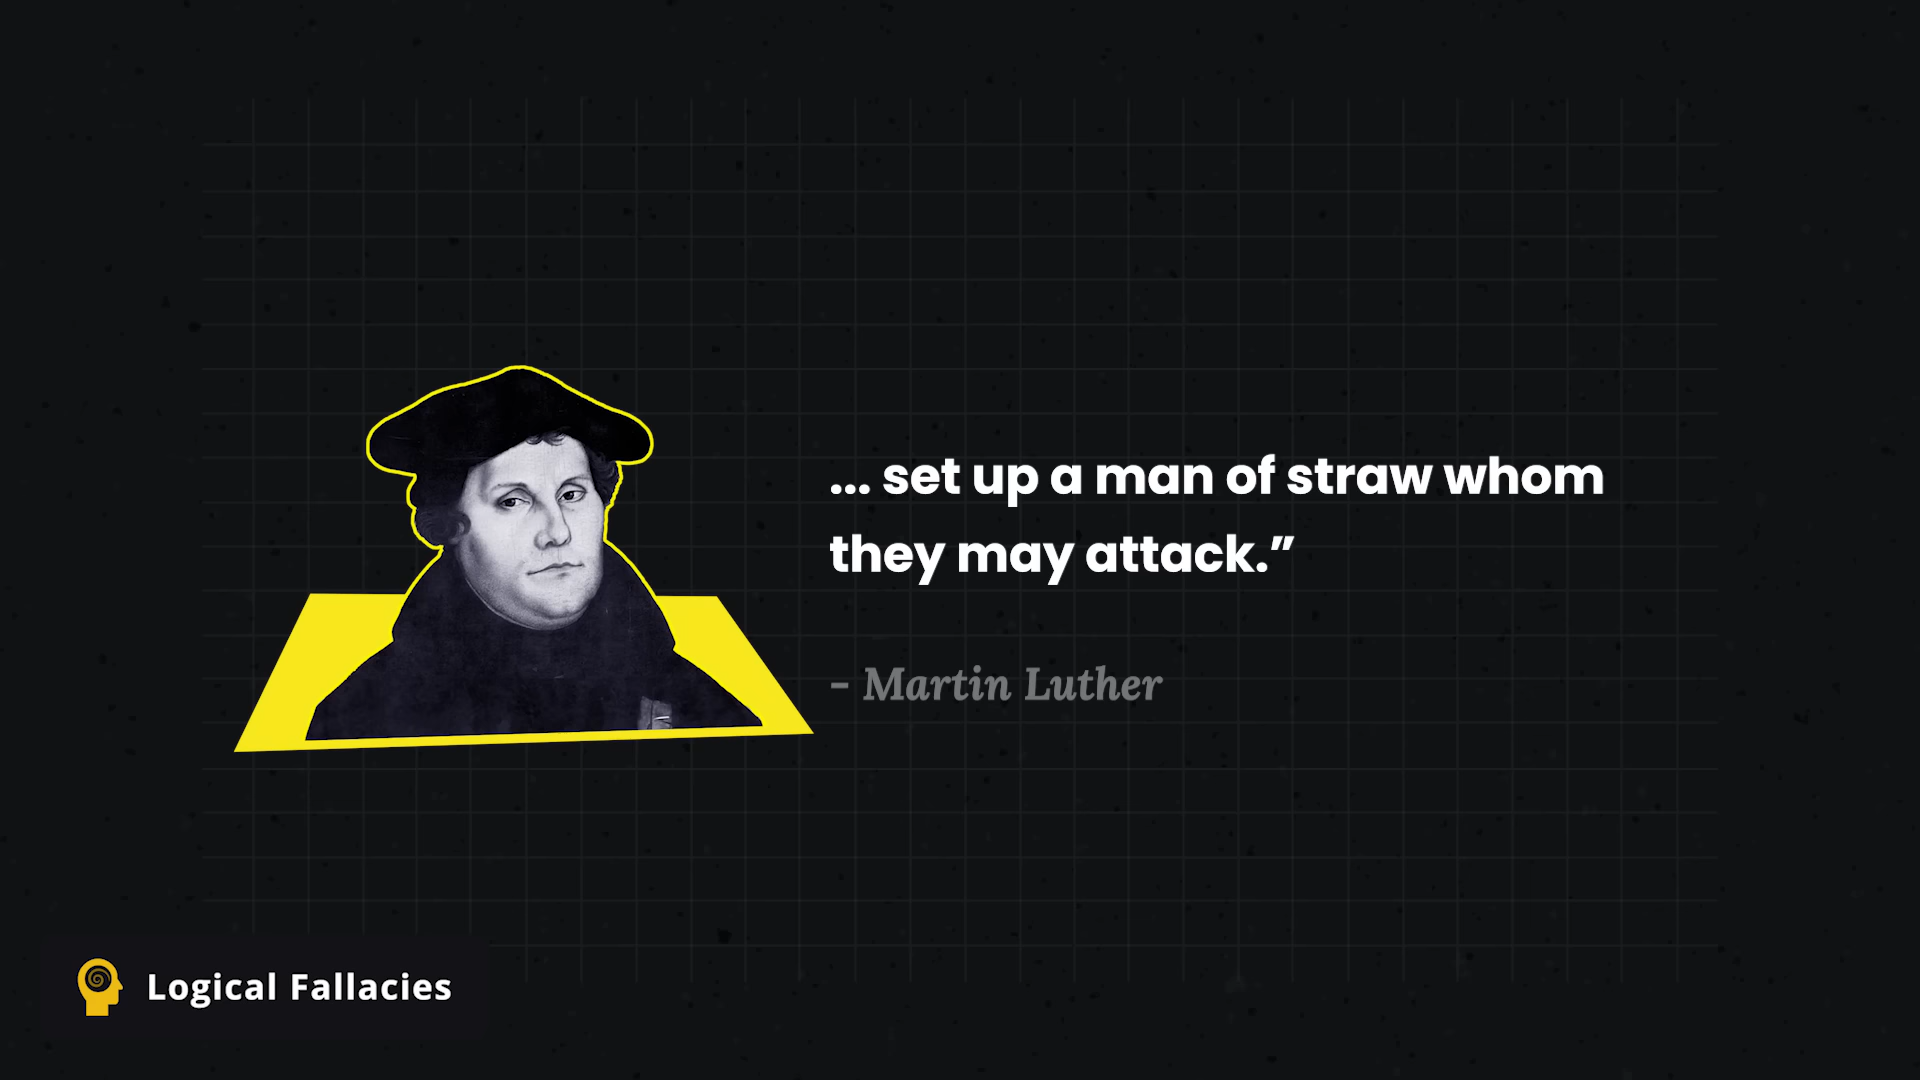 ... set up a man of straw whom
they may attack.”
- Martin Luther
Logical Fallacies